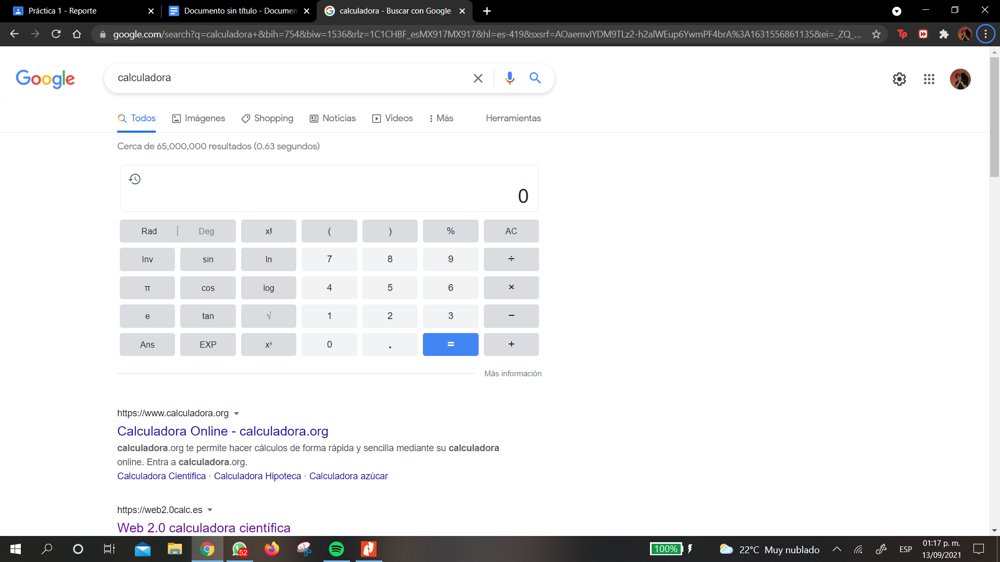 Práctica 1 - Reporte
Documento sin título - Documen
calculadora - Buscar con Google
google.com/search?q=calculadora+&bih=754&biw=1536&rlz=1C1CHBF_esMX917MX917&hl=es-419&sxsrf=AOaemvIYDM9TLz2-h2alWEup6YwmPF4brA%3A1631556861135&ei=_ZQ_...
Google
calculadora
Todos Imágenes Shopping Noticias Videos Más Herramientas
Cerca de 65,000,000 resultados (0.63 segundos)
0
Rad | Deg x! ( ) % AC
Inv sin ln 7 8 9 ÷
π cos log 4 5 6 ×
e tan √ 1 2 3 −
Ans EXP xʸ 0 . = +
Más información
https://www.calculadora.org
Calculadora Online - calculadora.org
calculadora.org te permite hacer cálculos de forma rápida y sencilla mediante su calculadora
online. Entra a calculadora.org.
Calculadora Cientifica · Calculadora Hipoteca · Calculadora azúcar
https://web2.0calc.es
Web 2.0 calculadora científica
52
100%
22°C Muy nublado
ESP
01:17 p. m.
13/09/2021